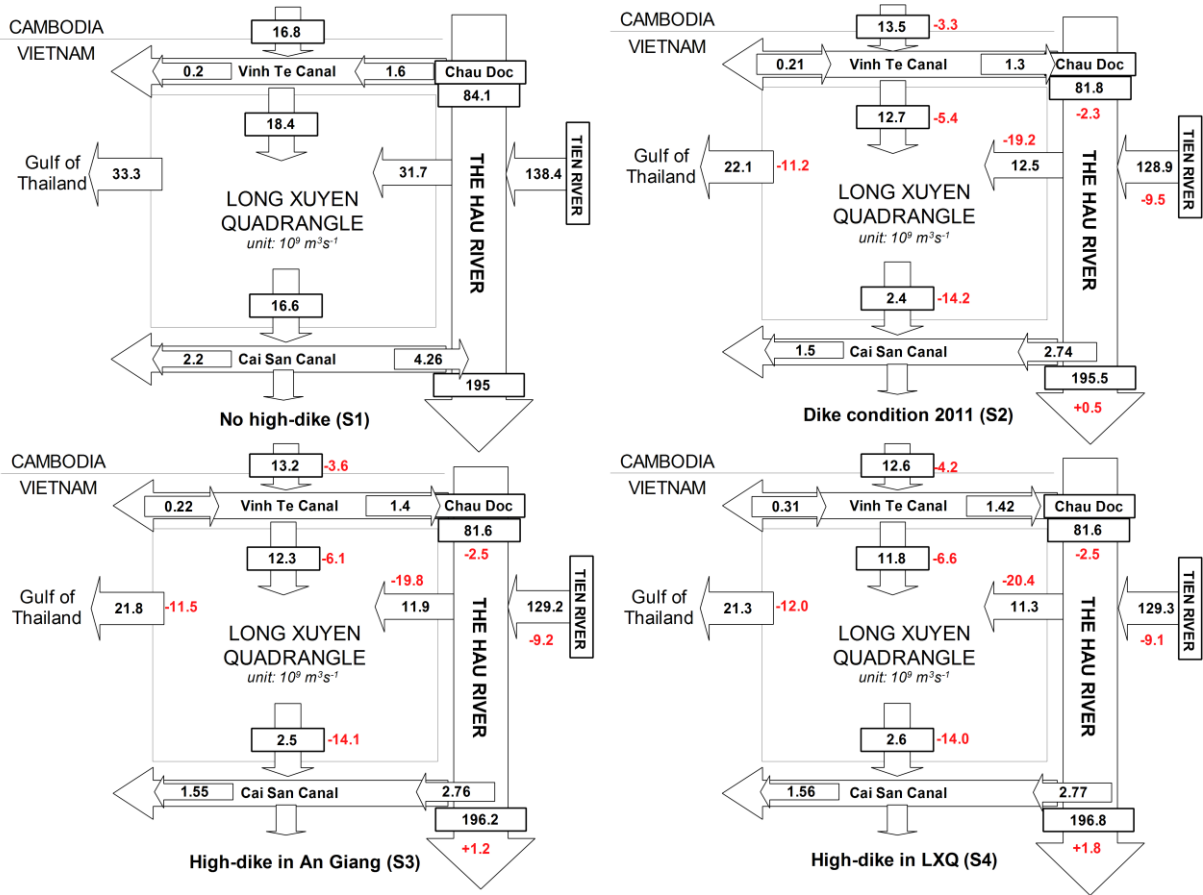 CAMBODIA
VIETNAM
16.8
0.2
Vinh Te Canal
1.6
Chau Doc
84.1
18.4
Gulf of
Thailand
33.3
31.7
138.4
TIEN RIVER
LONG XUYEN
QUADRANGLE
unit: 10⁹ m³s⁻¹
THE HAU RIVER
16.6
2.2
Cai San Canal
4.26
195
No high-dike (S1)
CAMBODIA
VIETNAM
13.5
-3.3
0.21
Vinh Te Canal
1.3
Chau Doc
81.8
-2.3
12.7
-5.4
Gulf of
Thailand
22.1
-11.2
-19.2
12.5
128.9
-9.5
TIEN RIVER
LONG XUYEN
QUADRANGLE
unit: 10⁹ m³s⁻¹
THE HAU RIVER
2.4
-14.2
1.5
Cai San Canal
2.74
195.5
+0.5
Dike condition 2011 (S2)
CAMBODIA
VIETNAM
13.2
-3.6
0.22
Vinh Te Canal
1.4
Chau Doc
81.6
-2.5
12.3
-6.1
Gulf of
Thailand
21.8
-11.5
-19.8
11.9
129.2
-9.2
TIEN RIVER
LONG XUYEN
QUADRANGLE
unit: 10⁹ m³s⁻¹
THE HAU RIVER
2.5
-14.1
1.55
Cai San Canal
2.76
196.2
+1.2
High-dike in An Giang (S3)
CAMBODIA
VIETNAM
12.6
-4.2
0.31
Vinh Te Canal
1.42
Chau Doc
81.6
-2.5
11.8
-6.6
Gulf of
Thailand
21.3
-12.0
-20.4
11.3
129.3
-9.1
TIEN RIVER
LONG XUYEN
QUADRANGLE
unit: 10⁹ m³s⁻¹
THE HAU RIVER
2.6
-14.0
1.56
Cai San Canal
2.77
196.8
+1.8
High-dike in LXQ (S4)